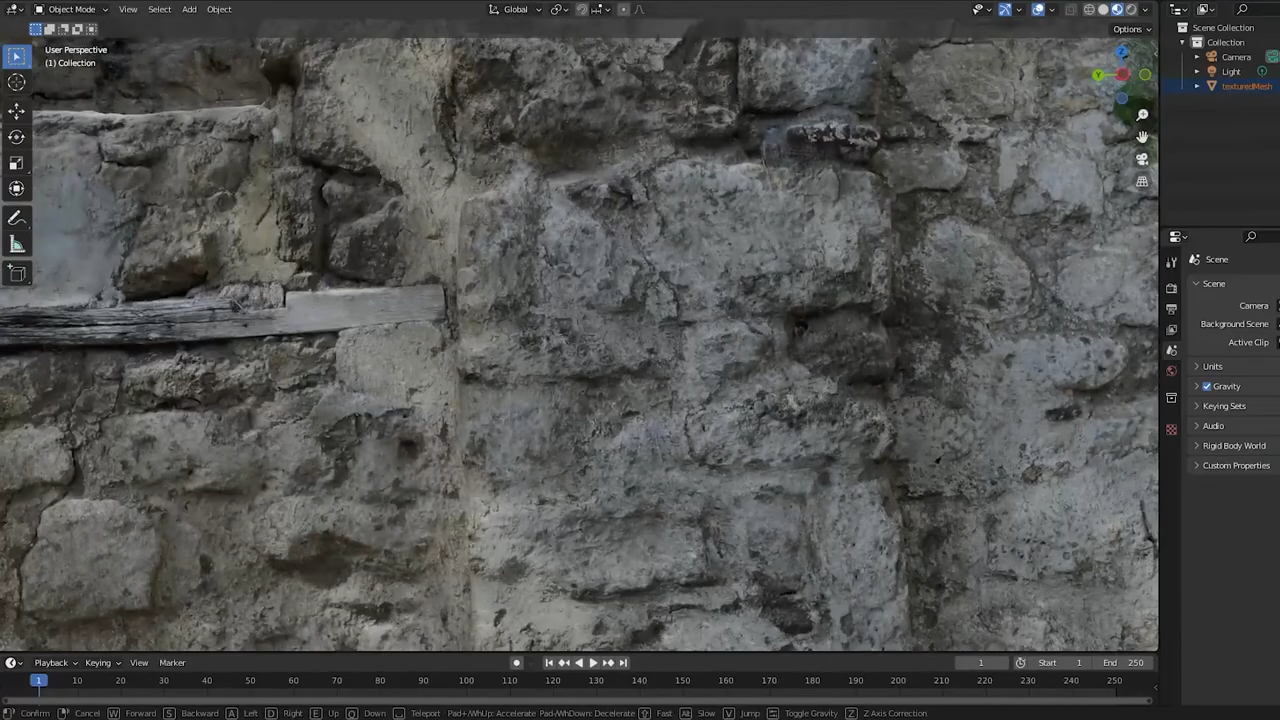 Object Mode View Select Add Object Global
Options
User Perspective
(1) Collection
Scene Collection
Collection
Camera
Light
texturedMesh
Scene
Scene
Camera
Background Scene
Active Clip
Units
Gravity
Keying Sets
Audio
Rigid Body World
Custom Properties
Playback Keying View Marker 1 Start 1 End 250
1 10 20 30 40 50 60 70 80 90 100 110 120 130 140 150 160 170 180 190 200 210 220 230 240 250
Confirm Cancel W Forward S Backward A Left D Right E Up Q Down Teleport Pad+/WhUp: Accelerate Pad-/WhDown: Decelerate Fast Alt Slow V Jump Toggle Gravity Z Z Axis Correction